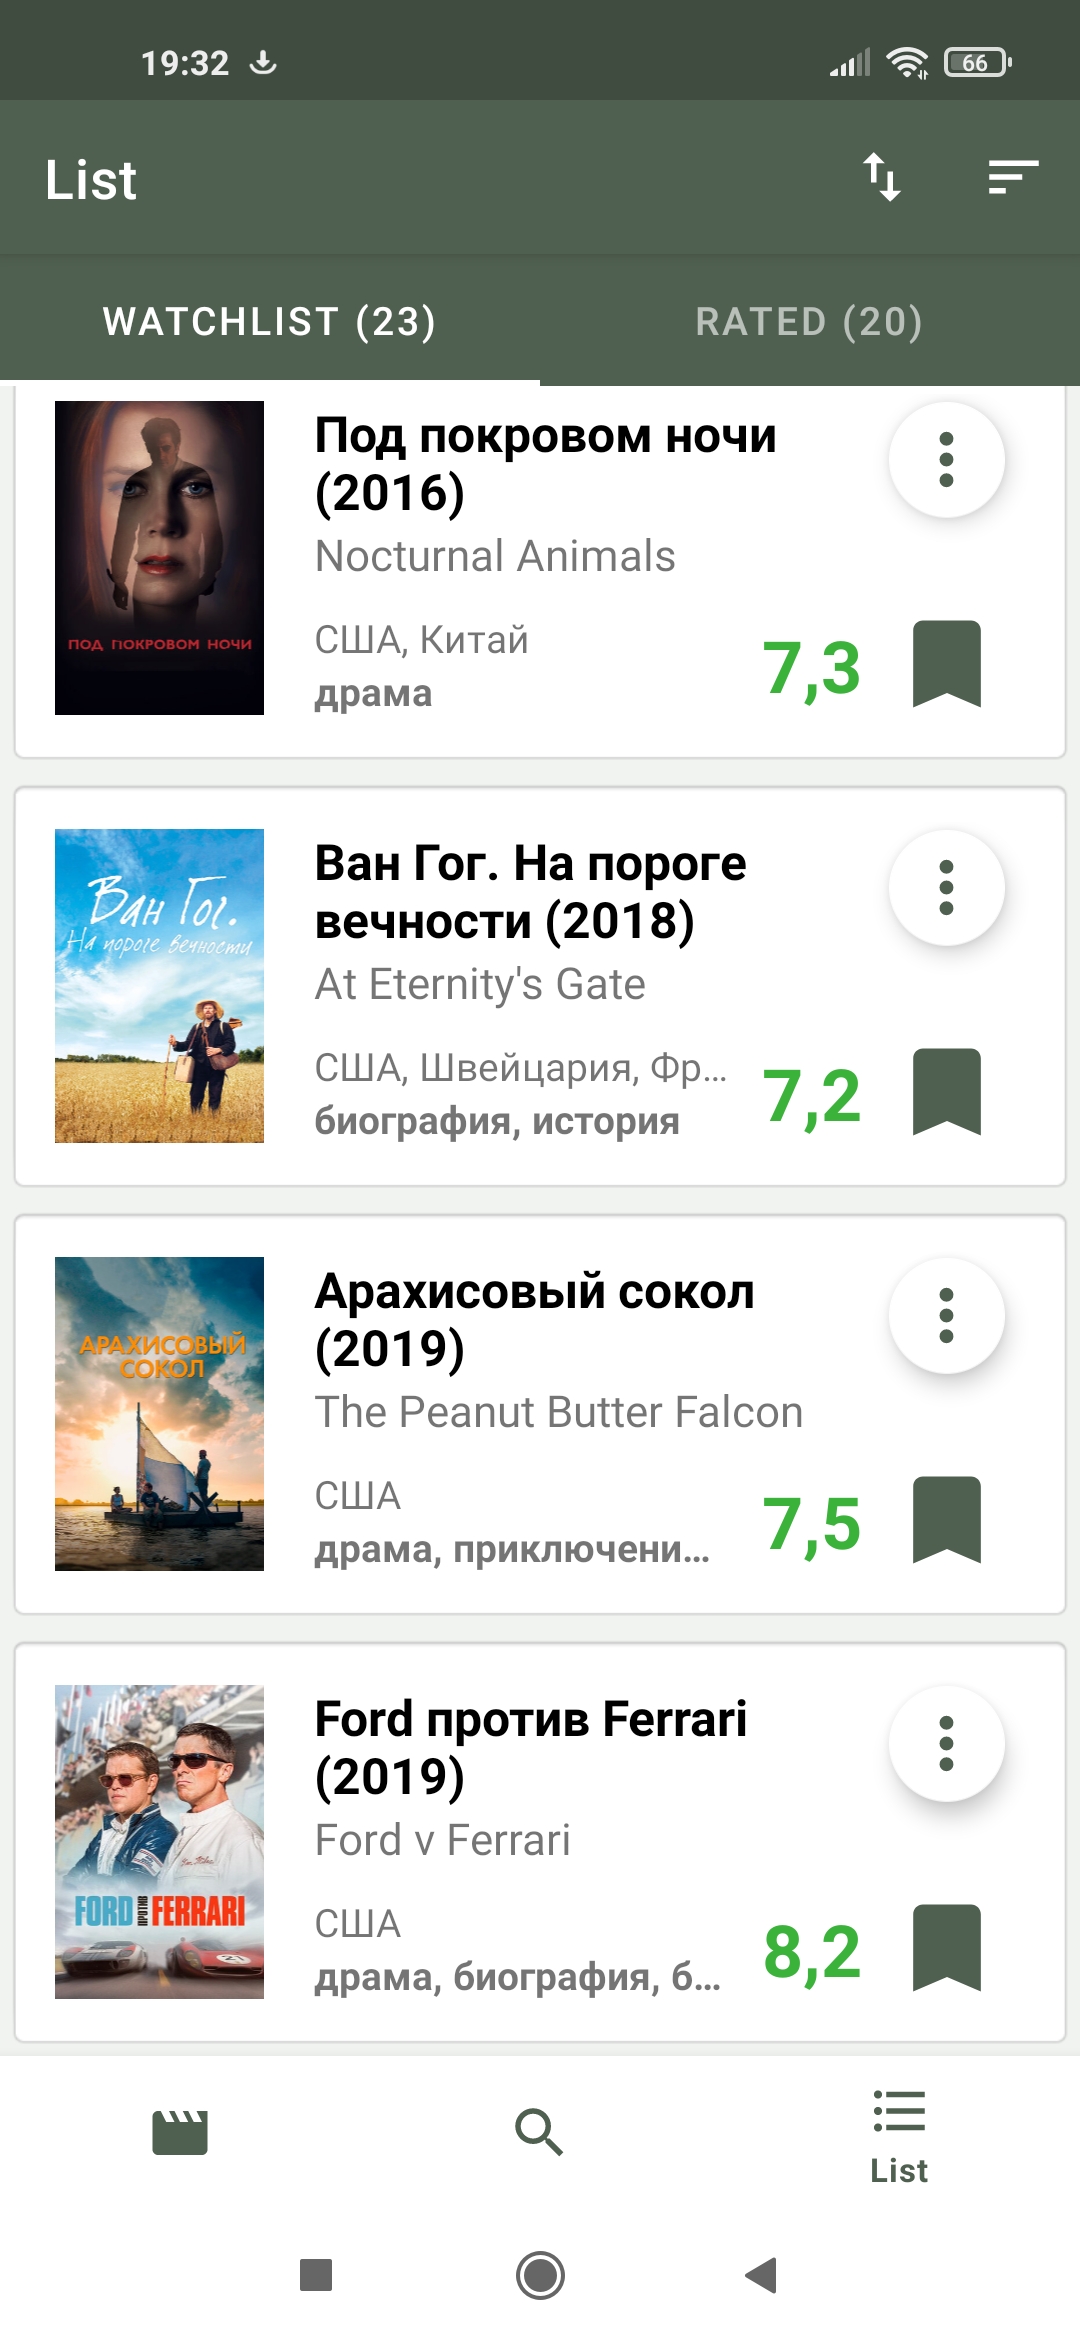 19:32
66
List
WATCHLIST (23)
RATED (20)
ПОД ПОКРОВОМ НОЧИ
Под покровом ночи
(2016)
Nocturnal Animals
США, Китай
драма
7,3
Ван Гог.
На пороге вечности
Ван Гог. На пороге
вечности (2018)
At Eternity's Gate
США, Швейцария, Фр...
биография, история
7,2
АРАХИСОВЫЙ
СОКОЛ
Арахисовый сокол
(2019)
The Peanut Butter Falcon
США
драма, приключени...
7,5
FORD ПРОТИВ FERRARI
Ford против Ferrari
(2019)
Ford v Ferrari
США
драма, биография, б...
8,2
List